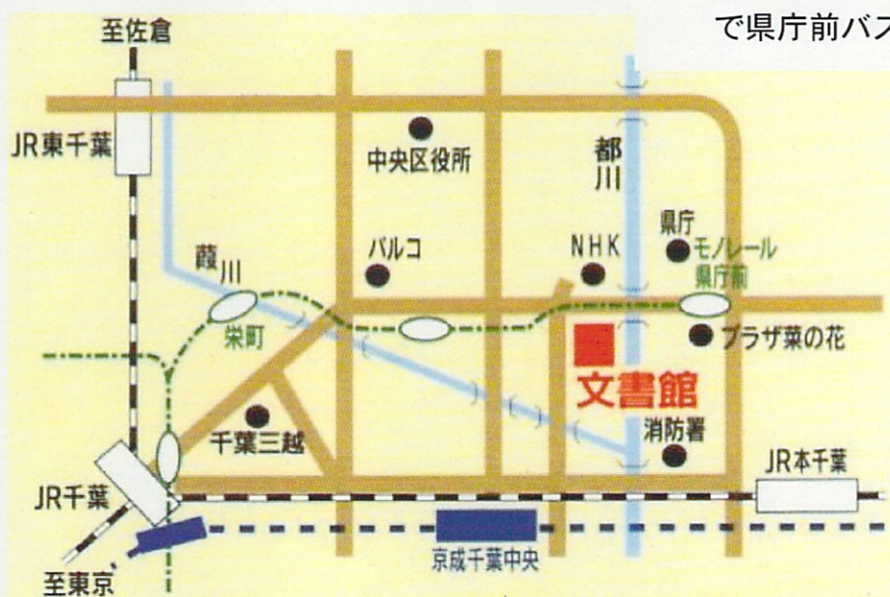 で県庁前バス
至佐倉
JR東千葉
中央区役所
都川
県庁
葭川
パルコ
NHK
モノレール
県庁前
栄町
プラザ菜の花
文書館
千葉三越
消防署
JR本千葉
JR千葉
京成千葉中央
至東京